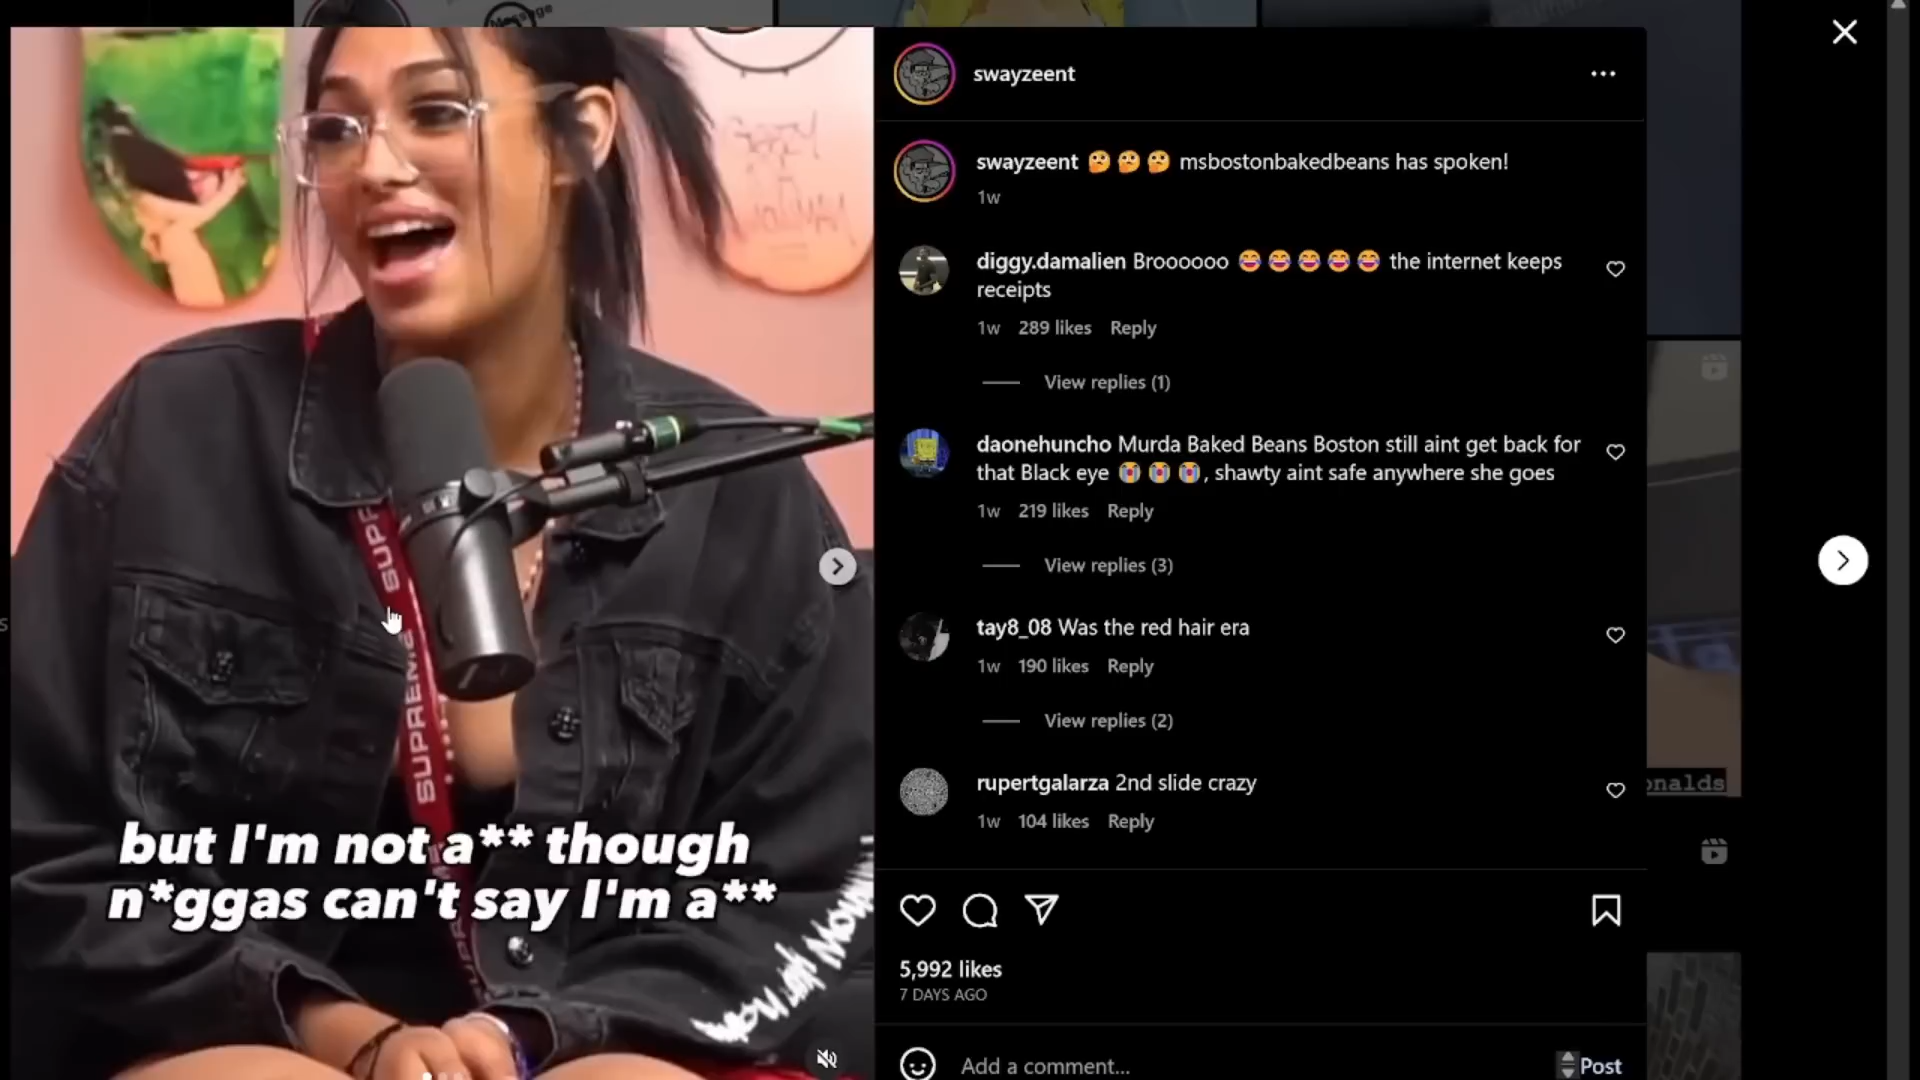 Message
swayzeent
swayzeent 🤔 🤔 🤔 msbostonbakedbeans has spoken!
1w
diggy.damalien Broooooo 😂 😂 😂 😂 😂 the internet keeps
receipts
1w 289 likes Reply
View replies (1)
daonehuncho Murda Baked Beans Boston still aint get back for
that Black eye 😭 😭 😭, shawty aint safe anywhere she goes
1w 219 likes Reply
View replies (3)
tay8_08 Was the red hair era
1w 190 likes Reply
View replies (2)
rupertgalarza 2nd slide crazy
1w 104 likes Reply
5,992 likes
7 DAYS AGO
Add a comment...
Post
SUPREME
but I'm not a** though
n*ggas can't say I'm a**
onalds